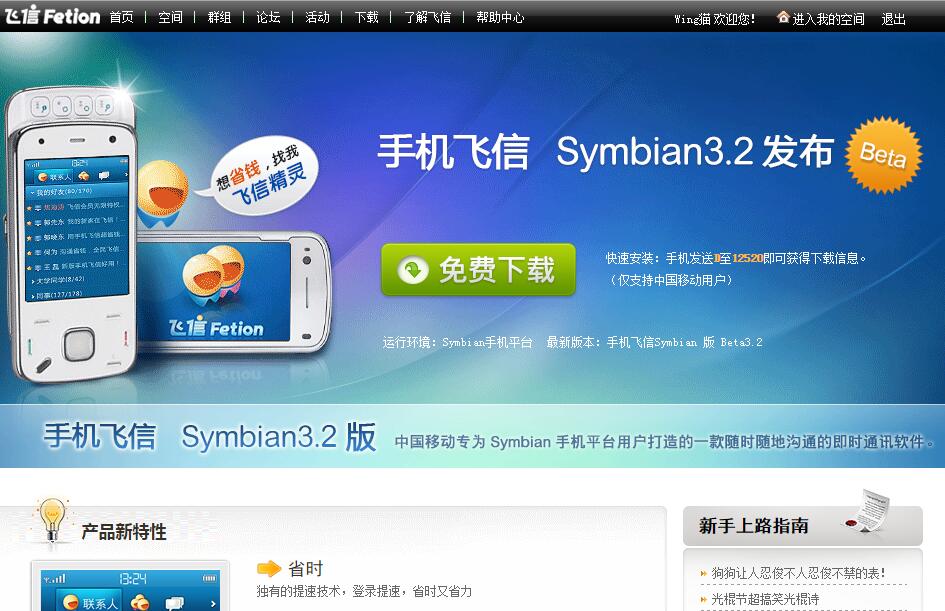 飞信 Fetion 首页 空间 群组 论坛 活动 下载 了解飞信 帮助中心 Wing猫 欢迎您! 进入我的空间 退出
手机飞信 Symbian3.2 发布
Beta
想省钱,找我
飞信精灵
13:24
联系人
我的好友(80/170)
大学同学(8/42)
同事(127/178)
飞信 Fetion
免费下载
快速安装: 手机发送D至12520即可获得下载信息。
(仅支持中国移动用户)
运行环境: Symbian手机平台 最新版本: 手机飞信Symbian 版 Beta3.2
手机飞信 Symbian3.2 版 中国移动专为 Symbian 手机平台用户打造的一款随时随地沟通的即时通讯软件。
产品新特性
13:24
联系人
省时
独有的提速技术，登录提速，省时又省力
新手上路指南
狗狗让人忍俊不人忍俊不禁的表!
光棍节超搞笑光棍诗